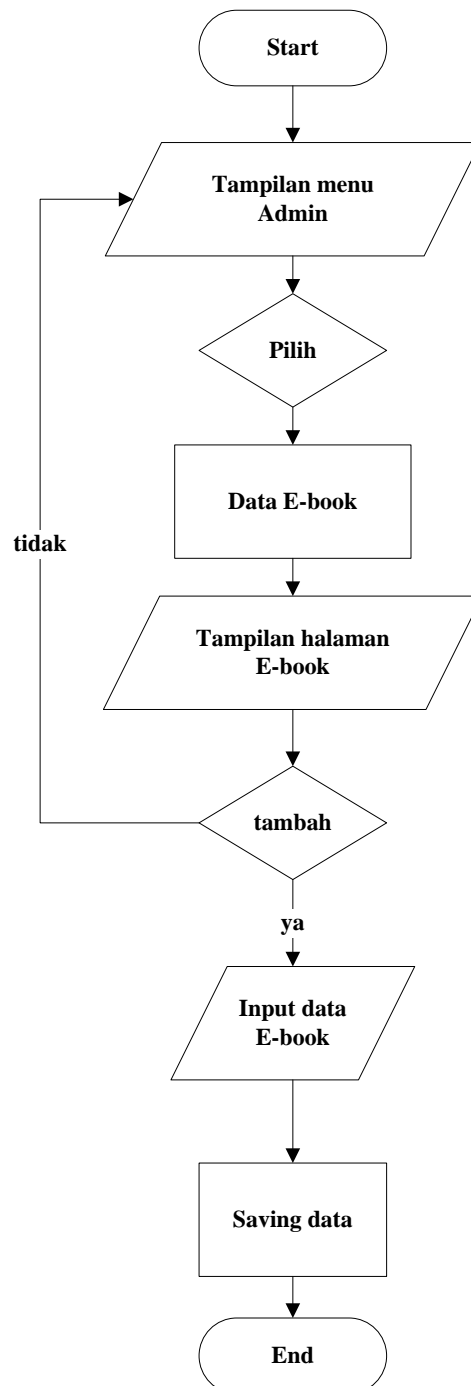 Start
Tampilan menu
Admin
Pilih
Data E-book
tidak
Tampilan halaman
E-book
tambah
ya
Input data
E-book
Saving data
End